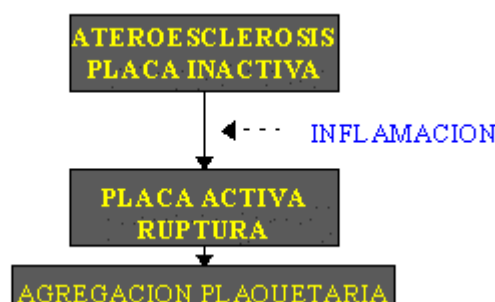 ATEROESCLEROSIS
PLACA INACTIVA
INFLAMACION
PLACA ACTIVA
RUPTURA
AGREGACION PLAQUETARIA